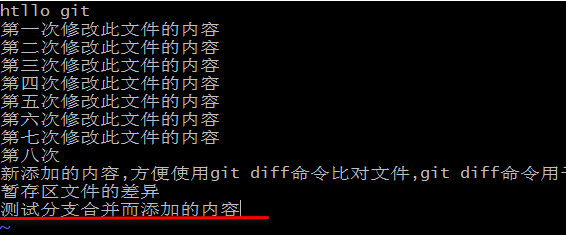 htllo git
第一次修改此文件的内容
第二次修改此文件的内容
第三次修改此文件的内容
第四次修改此文件的内容
第五次修改此文件的内容
第六次修改此文件的内容
第七次修改此文件的内容
第八次
新添加的内容,方便使用git diff命令比对文件,git diff命令用于
暂存区文件的差异
测试分支合并而添加的内容
~